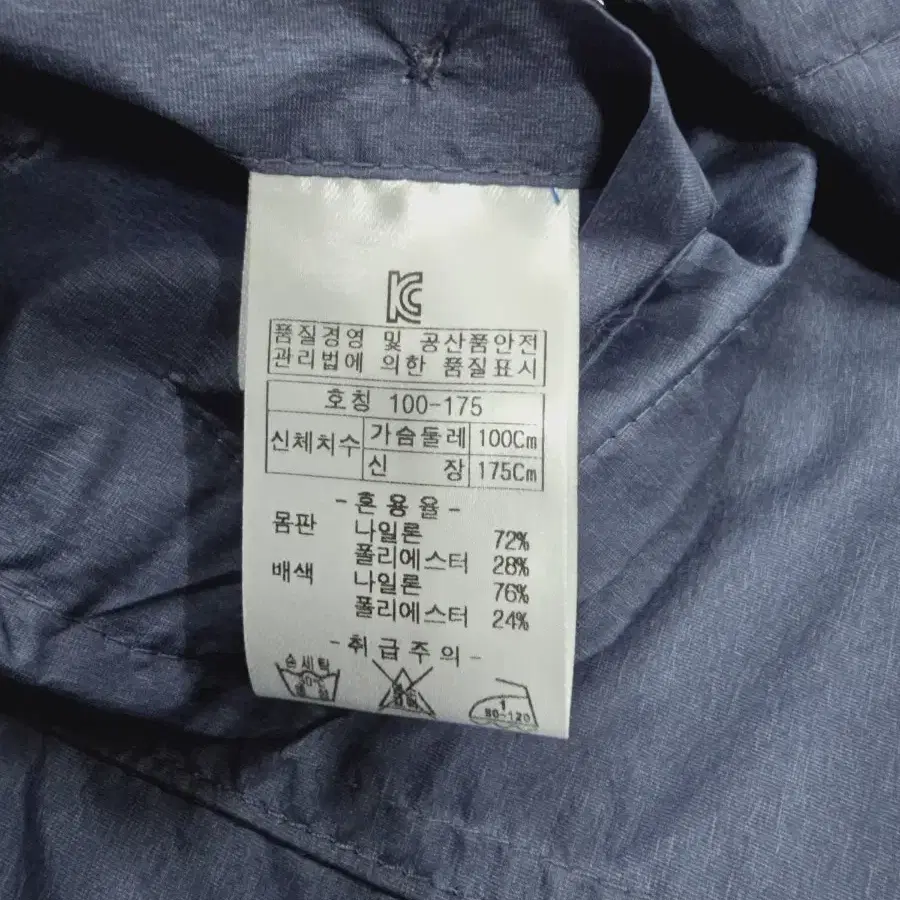 KC
품질경영 및 공산품안전
관리법에 의한 품질표시
호칭 100-175
신체치수 가슴둘레 100Cm
신 장 175Cm
-혼용율-
몸판 나일론 72%
폴리에스터 28%
배색 나일론 76%
폴리에스터 24%
-취급주의-
손세탁
1
80-120